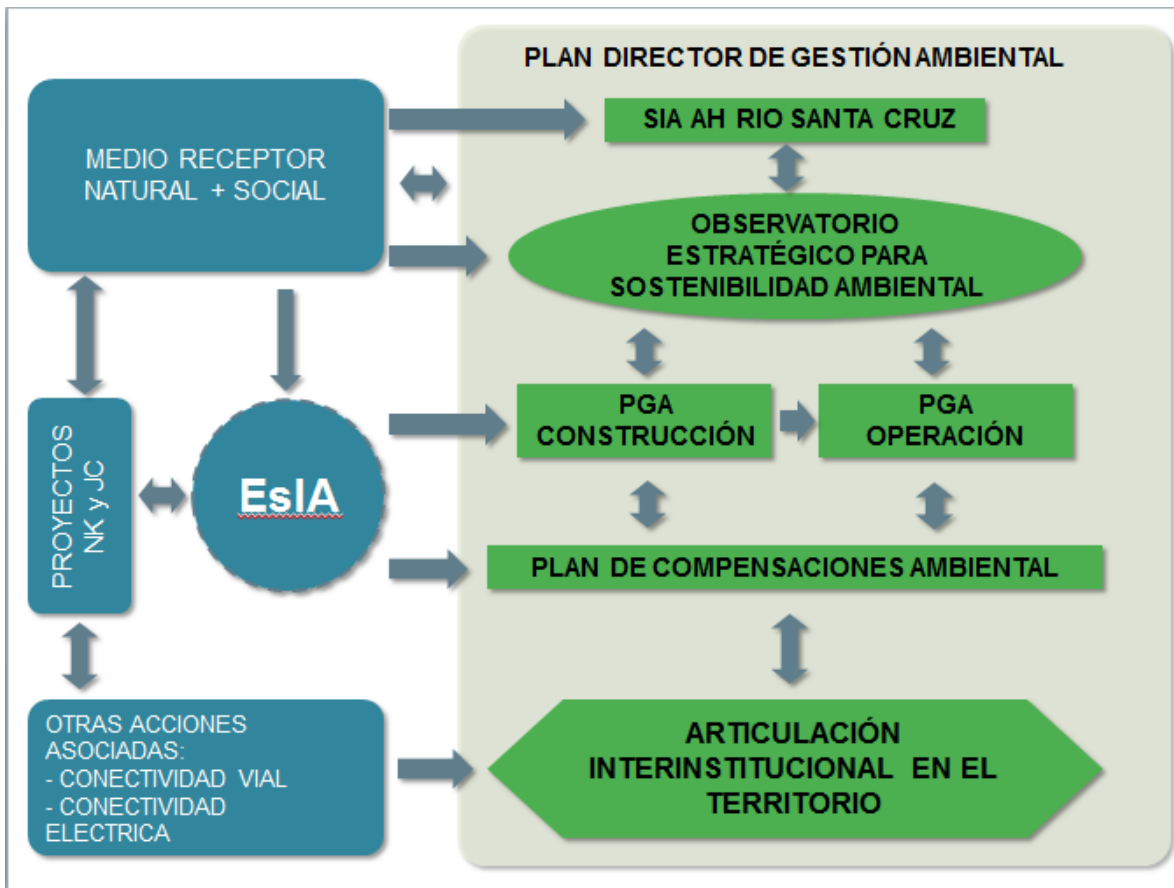 PLAN DIRECTOR DE GESTIÓN AMBIENTAL
MEDIO RECEPTOR
NATURAL + SOCIAL
SIA AH RIO SANTA CRUZ
OBSERVATORIO
ESTRATÉGICO PARA
SOSTENIBILIDAD AMBIENTAL
PROYECTOS
NK y JC
EsIA
PGA
CONSTRUCCIÓN
PGA
OPERACIÓN
PLAN DE COMPENSACIONES AMBIENTAL
OTRAS ACCIONES
ASOCIADAS:
- CONECTIVIDAD VIAL
- CONECTIVIDAD
ELECTRICA
ARTICULACIÓN
INTERINSTITUCIONAL EN EL
TERRITORIO